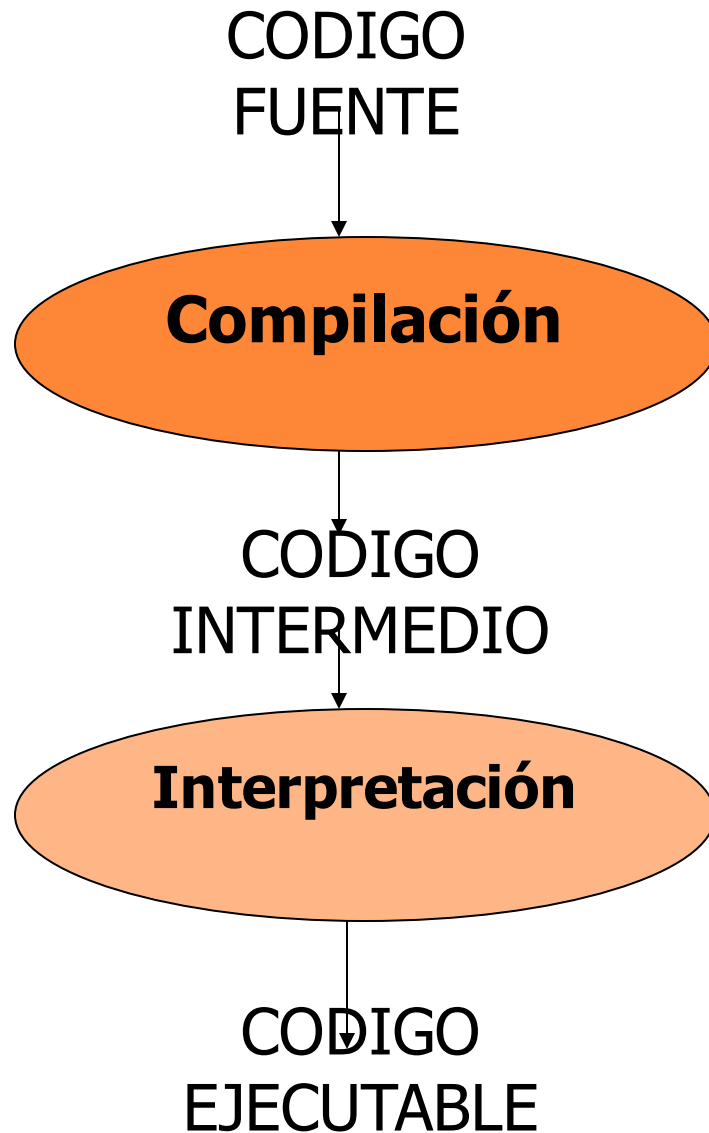 CODIGO
FUENTE
Compilación
CODIGO
INTERMEDIO
Interpretación
CODIGO
EJECUTABLE